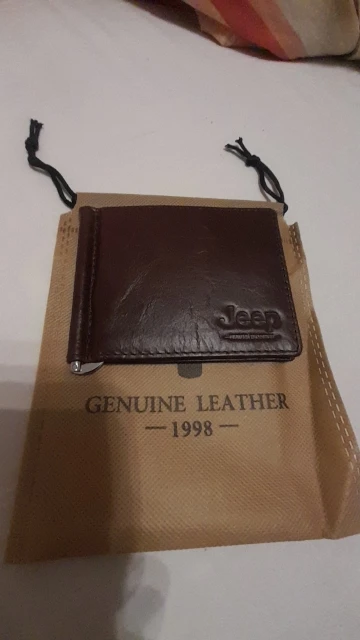 Jeep
GENUINE LEATHER
— 1998 —